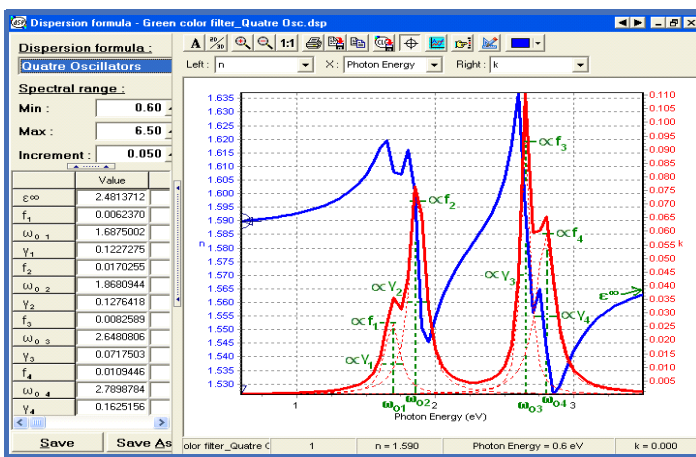 Dispersion formula - Green color filter_Quatre Osc.dsp
Dispersion formula :
Quatre Oscillators
Spectral range :
Min : 0.60
Max : 6.50
Increment : 0.050
Value
ε∞ 2.4813712
f1 0.0062370
ω0 1 1.6875002
γ1 0.1227275
f2 0.0170255
ω0 2 1.8680944
γ2 0.1276418
f3 0.0082589
ω0 3 2.6480806
γ3 0.0717503
f4 0.0109446
ω0 4 2.7898784
γ4 0.1625156
Save Save As
A 1:1
Left : n X : Photon Energy Right : k
1.635
1.630
1.625
1.620
1.615
1.610
1.605
1.600
1.595
1.590
1.585
1.580
1.575
1.570
1.565
1.560
1.555
1.550
1.545
1.540
1.535
1.530
n
0.110
0.105
0.100
0.095
0.090
0.085
0.080
0.075
0.070
0.065
0.060
0.055
0.050
0.045
0.040
0.035
0.030
0.025
0.020
0.015
0.010
0.005
k
∝f3
∝f2
∝f4
∝γ3
∝γ2
ε∞
∝f1
∝γ4
∝γ1
ω01 ω02 2 ω03 ω04 3
Photon Energy (eV)
olor filter_Quatre 1 n = 1.590 Photon Energy = 0.6 eV k = 0.000